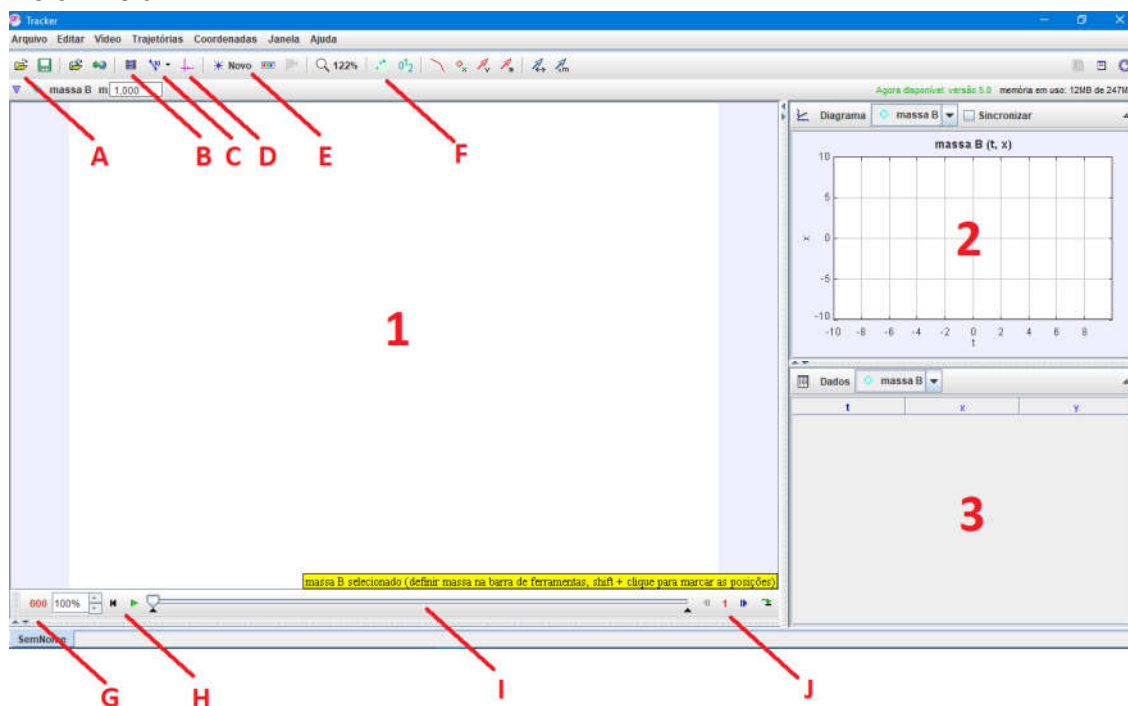 Tracker
Arquivo Editar Vídeo Trajetórias Coordenadas Janela Ajuda
Novo 122%
massa B m 1,000
Agora disponível: versão 5.0 memória em uso: 12MB de 247M
Diagrama massa B Sincronizar
A B C D E F
massa B (t, x)
10
5
x 0
-5
-10
-10 -8 -6 -4 -2 0 2 4 6 8
t
1
2
Dados massa B
t x y
3
massa B selecionado (definir massa na barra de ferramentas, shift + clique para marcar as posições)
000 100% 1
SemNome
G H I J